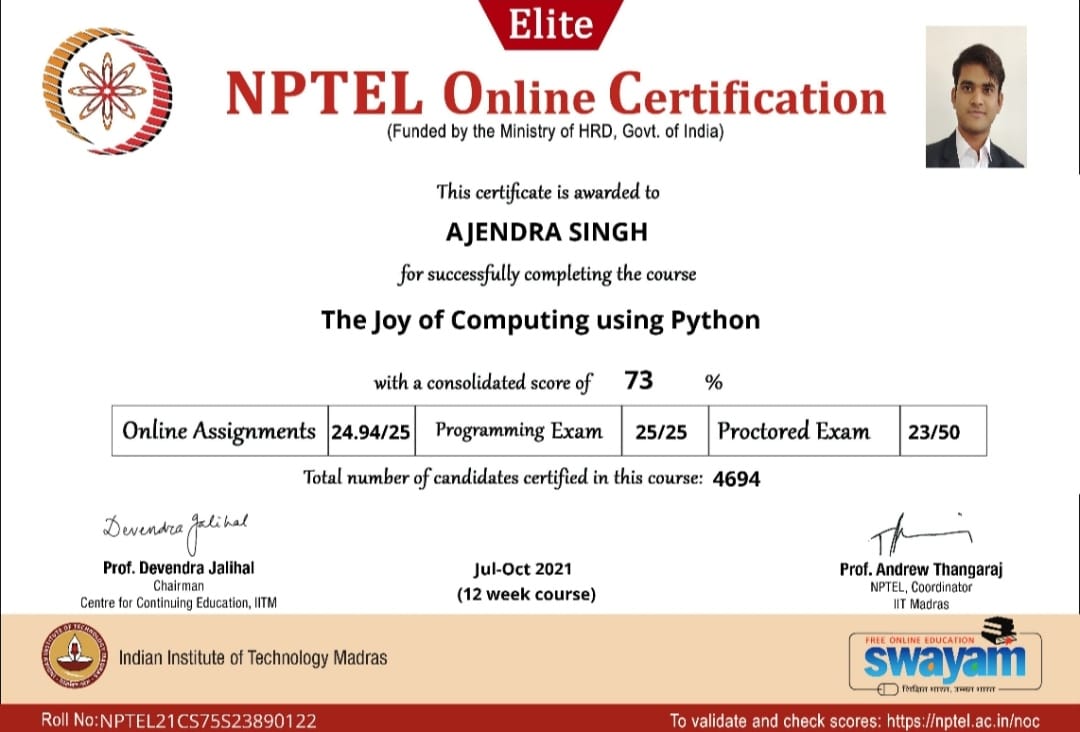 Elite
NPTEL Online Certification
(Funded by the Ministry of HRD, Govt. of India)
This certificate is awarded to
AJENDRA SINGH
for successfully completing the course
The Joy of Computing using Python
with a consolidated score of 73 %
Online Assignments 24.94/25 Programming Exam 25/25 Proctored Exam 23/50
Total number of candidates certified in this course: 4694
Devendra Jalihal
Prof. Devendra Jalihal
Chairman
Centre for Continuing Education, IITM
Jul-Oct 2021
(12 week course)
Prof. Andrew Thangaraj
NPTEL, Coordinator
IIT Madras
Indian Institute of Technology Madras
FREE ONLINE EDUCATION
swayam
शिक्षित भारत, उन्नत भारत
Roll No:NPTEL21CS75S23890122
To validate and check scores: https://nptel.ac.in/noc